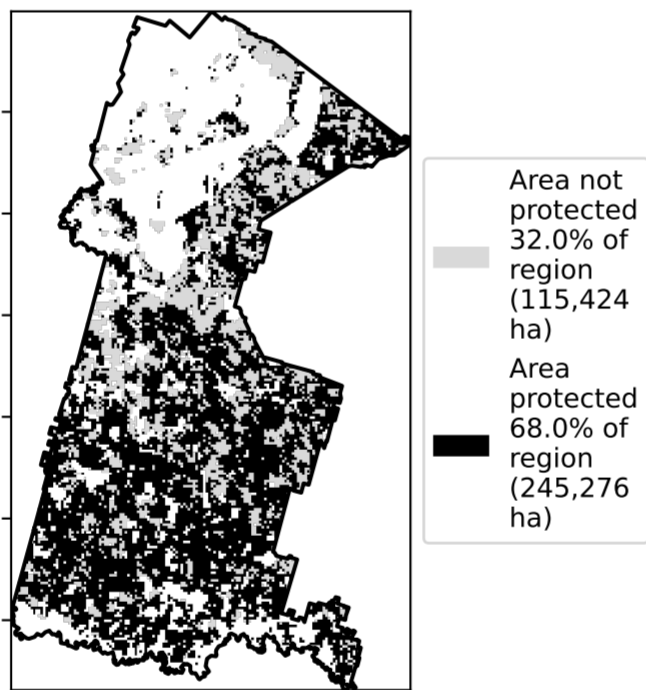 Area not
protected
32.0% of
region
(115,424
ha)
Area
protected
68.0% of
region
(245,276
ha)